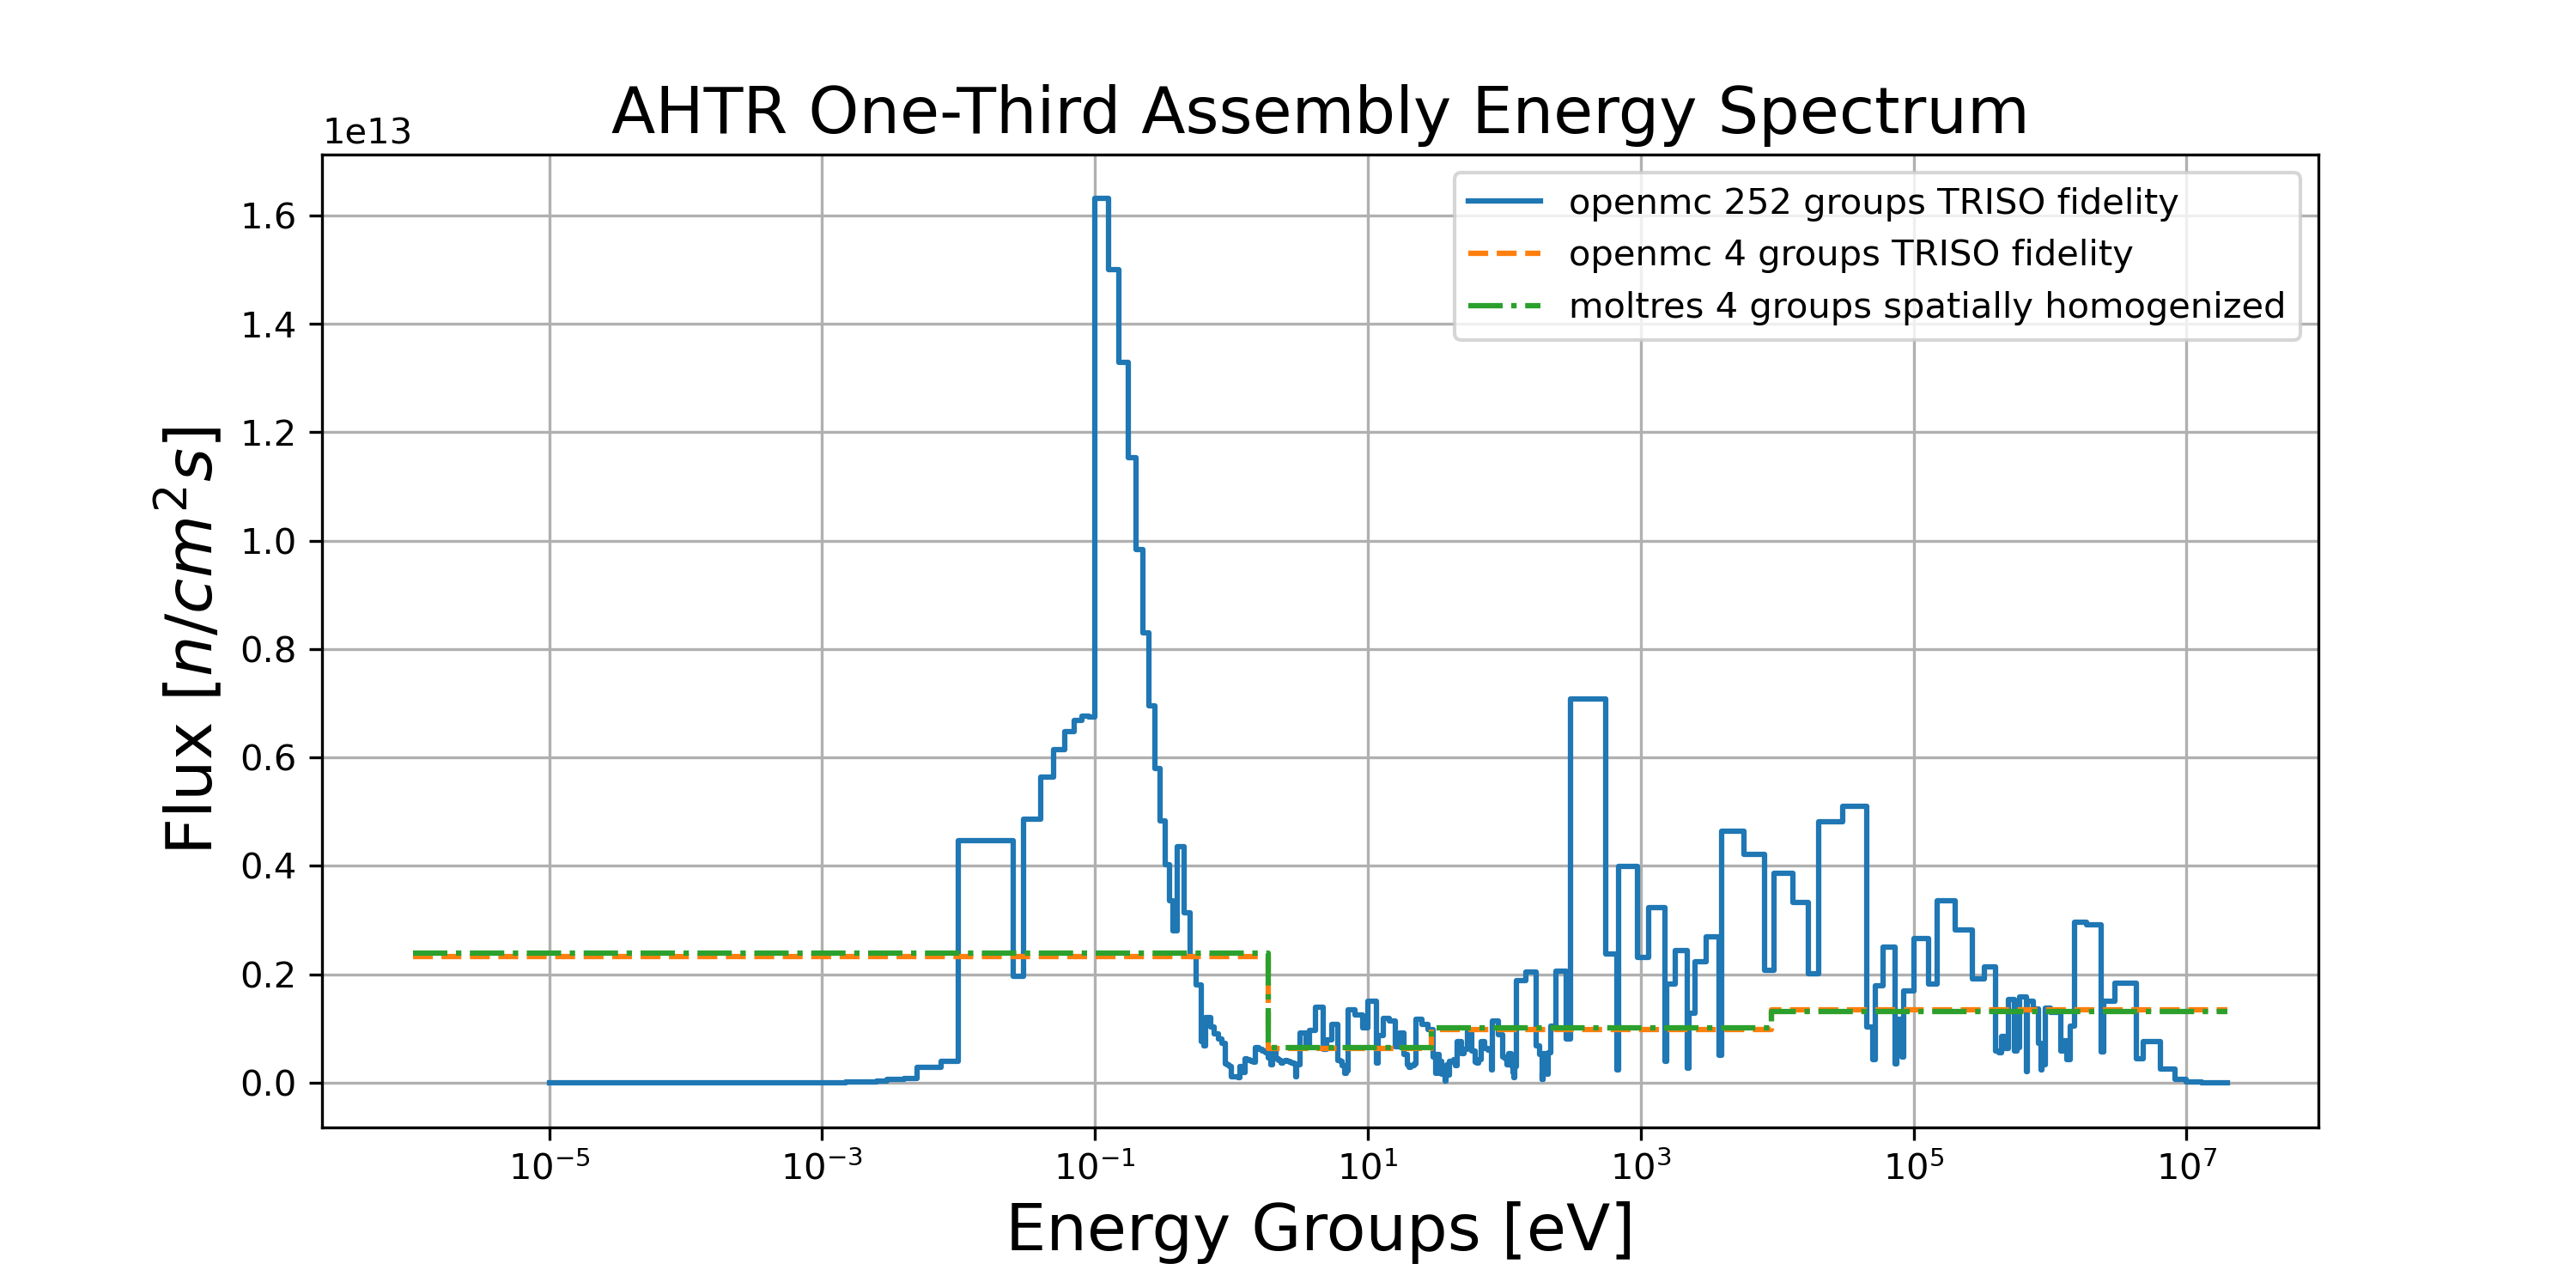 AHTR One-Third Assembly Energy Spectrum
1e13
openmc 252 groups TRISO fidelity
openmc 4 groups TRISO fidelity
moltres 4 groups spatially homogenized
1.6
1.4
1.2
1.0
0.8
0.6
0.4
0.2
0.0
Flux [n/cm²s]
10⁻⁵ 10⁻³ 10⁻¹ 10¹ 10³ 10⁵ 10⁷
Energy Groups [eV]